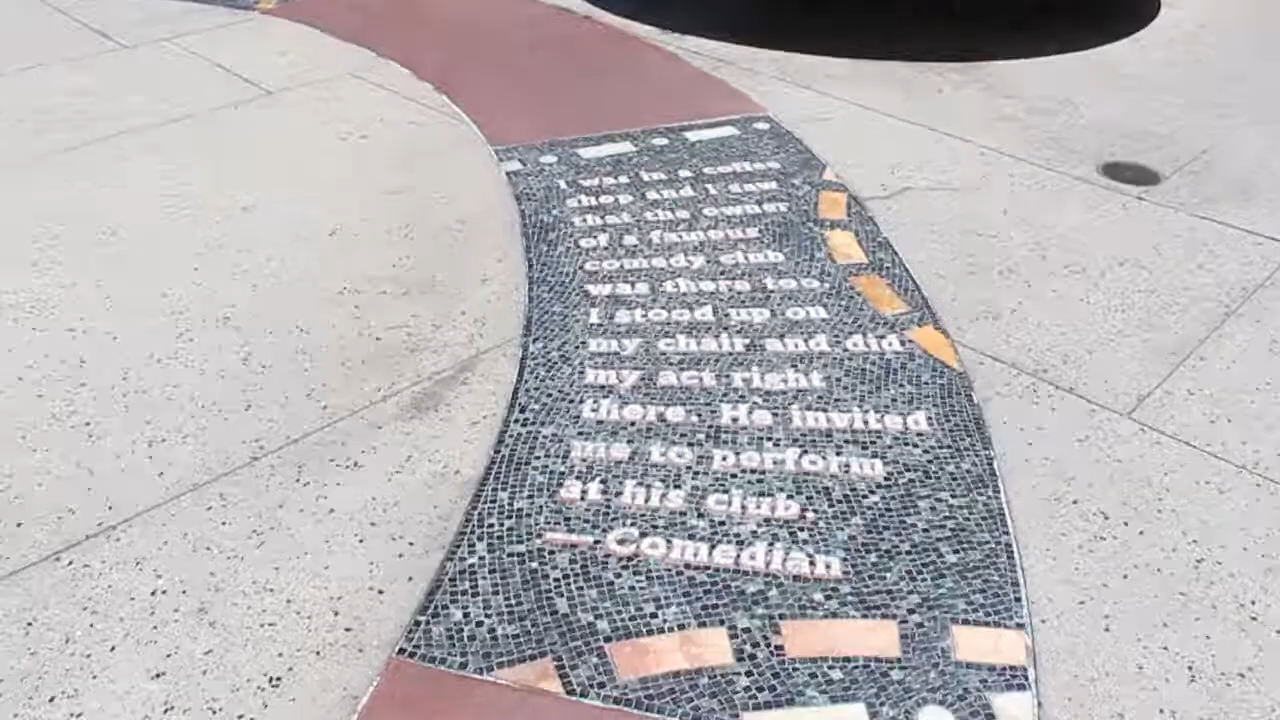 I was in a coffee
shop and I saw
that the owner
of a famous
comedy club
was there too.
I stood up on
my chair and did
my act right
there. He invited
me to perform
at his club.
— Comedian